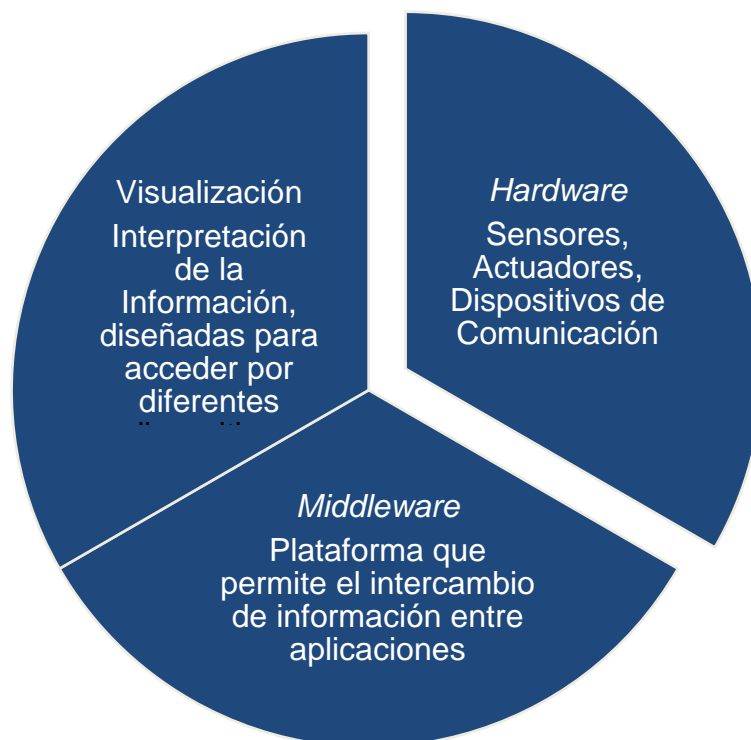 Visualización
Interpretación
de la
Información,
diseñadas para
acceder por
diferentes
Hardware
Sensores,
Actuadores,
Dispositivos de
Comunicación
Middleware
Plataforma que
permite el intercambio
de información entre
aplicaciones